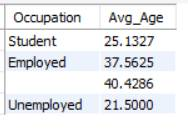 Occupation Avg_Age
Student 25.1327
Employed 37.5625
40.4286
Unemployed 21.5000